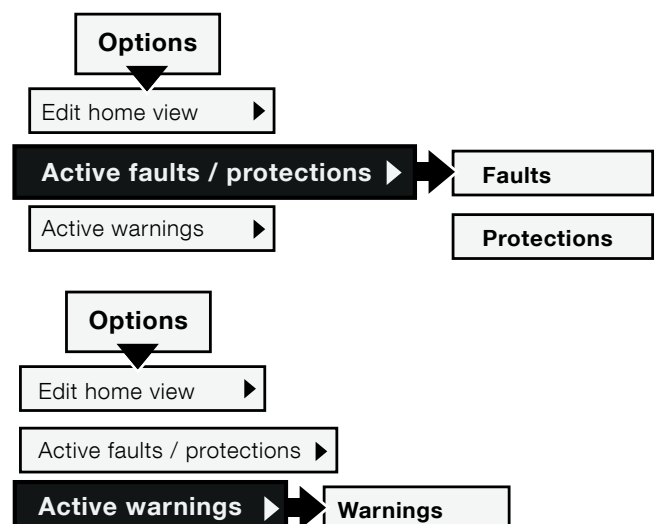 Options
Edit home view
Active faults / protections
Faults
Active warnings
Protections
Options
Edit home view
Active faults / protections
Active warnings
Warnings